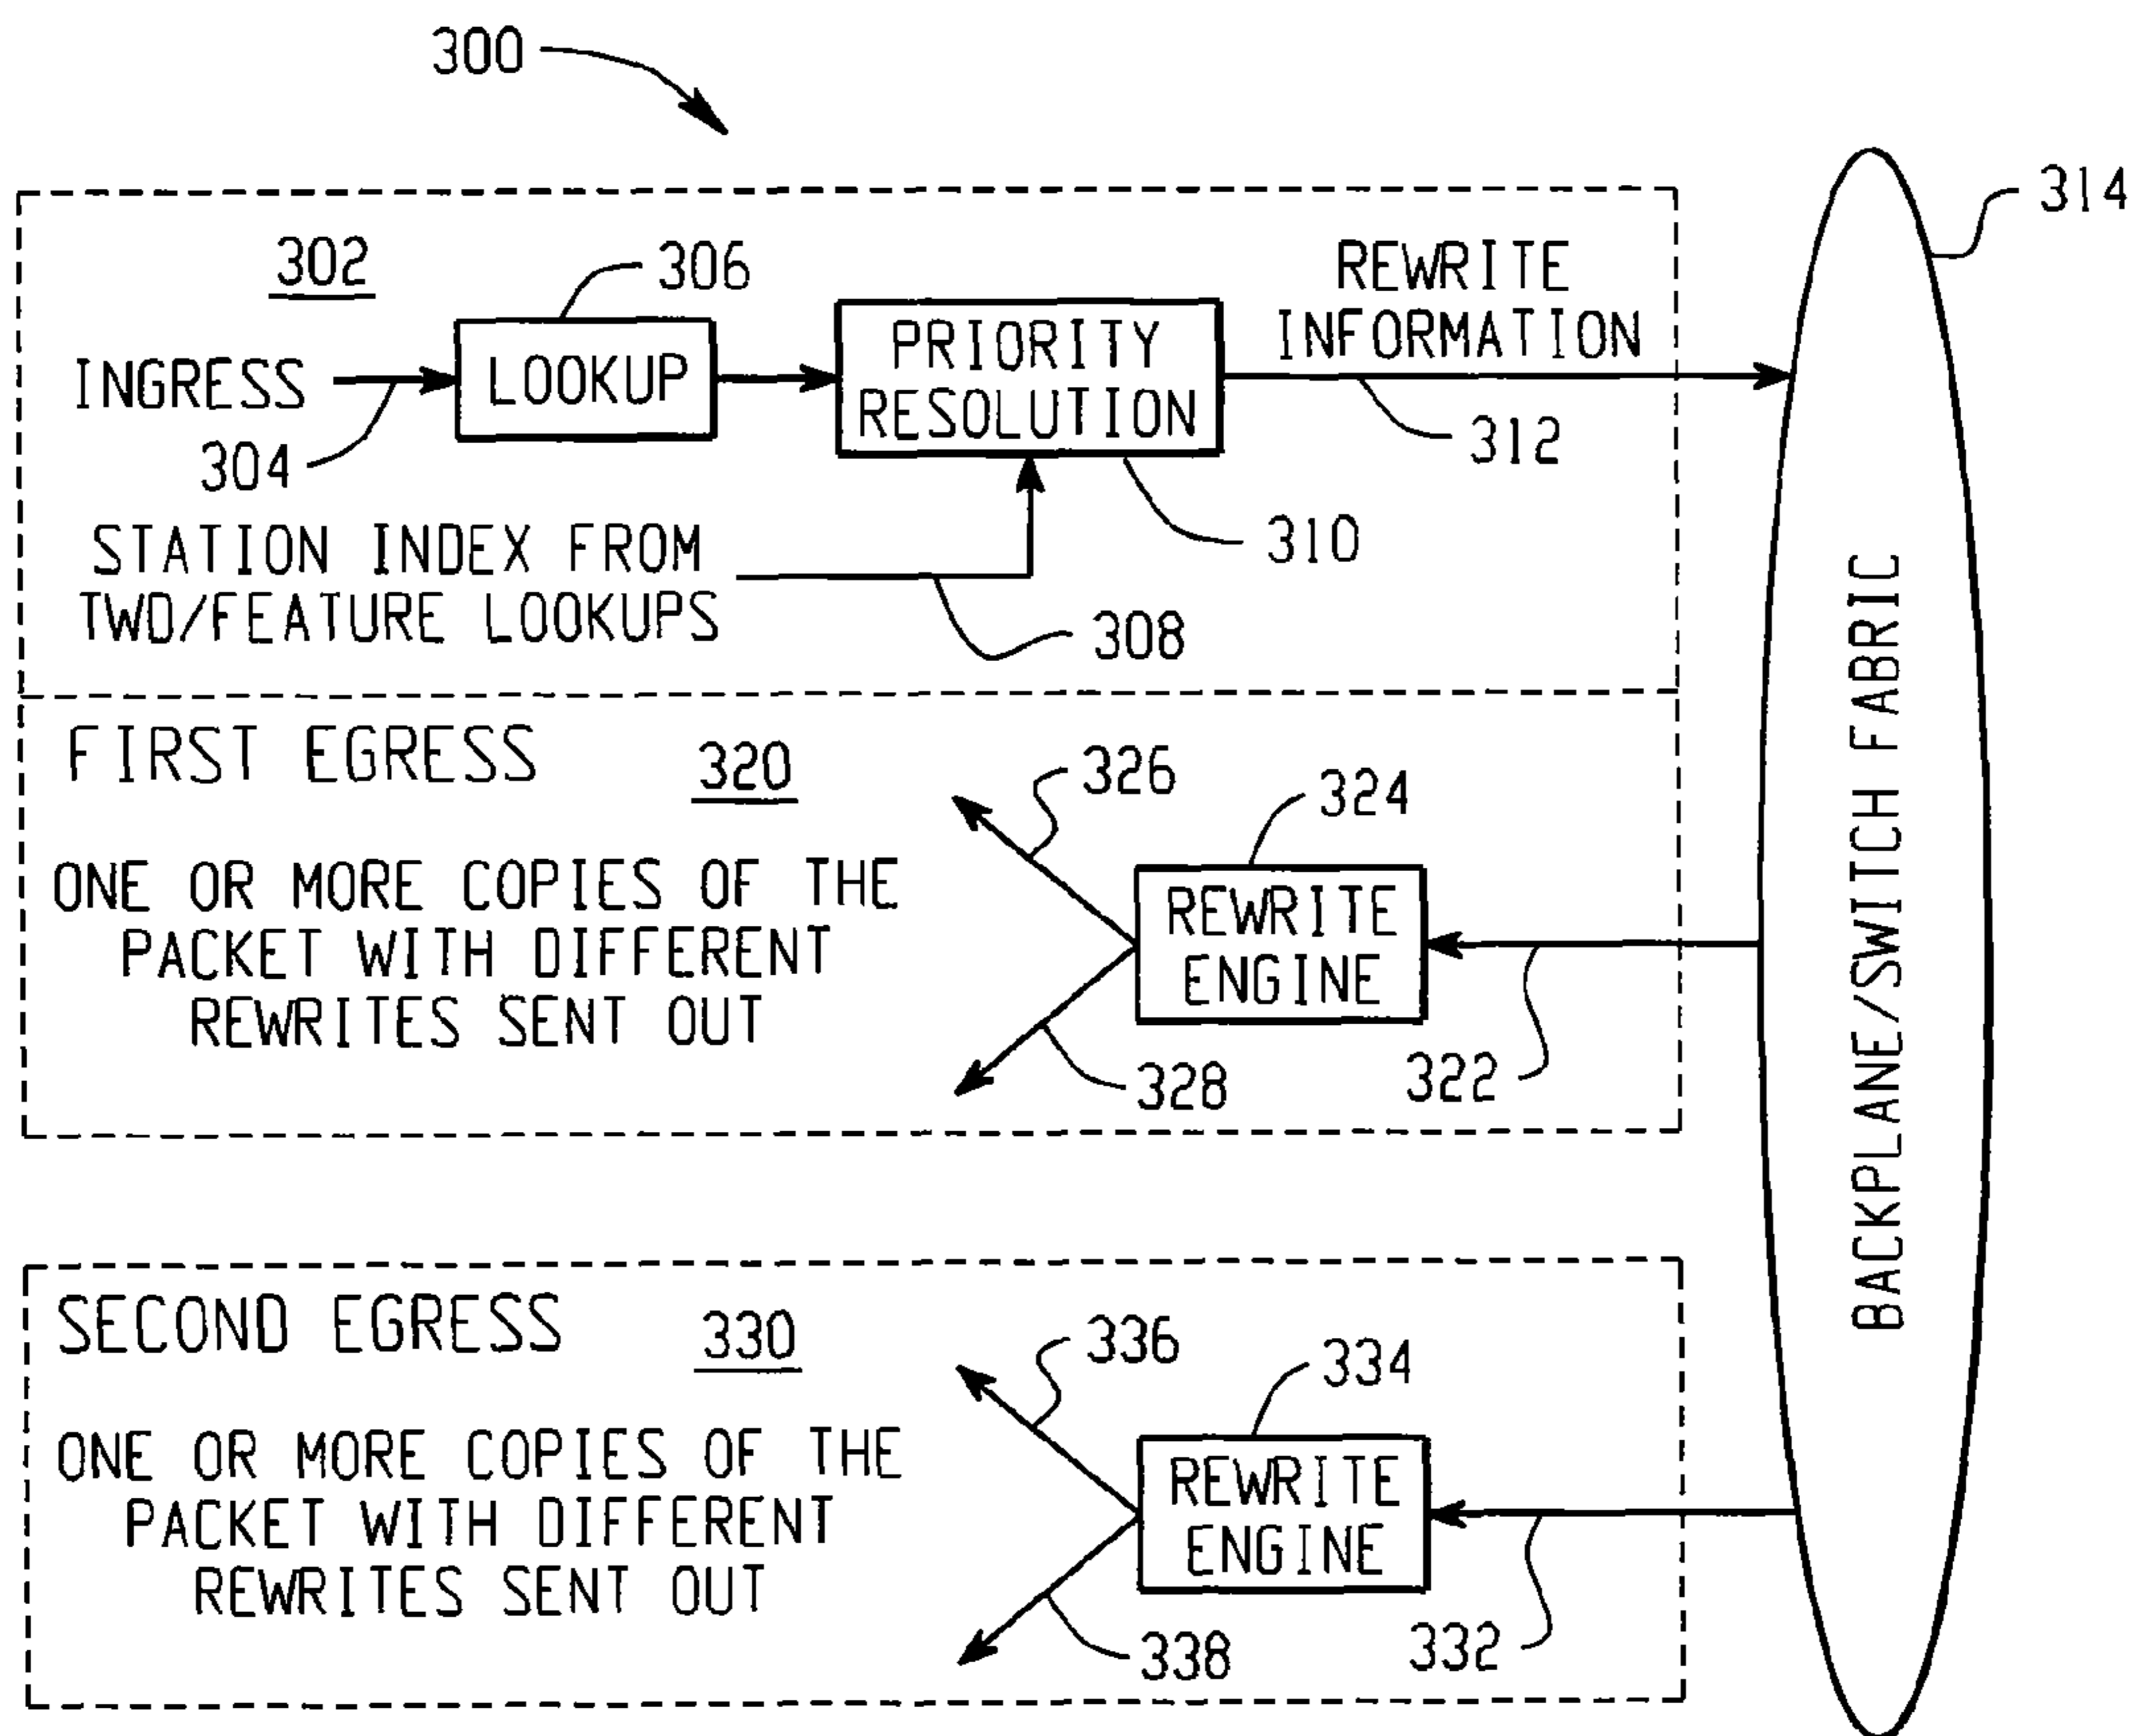 300
314
302
306
REWRITE
INFORMATION
INGRESS
LOOKUP
PRIORITY
RESOLUTION
304
312
310
STATION INDEX FROM
TWD/FEATURE LOOKUPS
308
BACKPLANE/SWITCH FABRIC
FIRST EGRESS
320
326
324
ONE OR MORE COPIES OF THE
PACKET WITH DIFFERENT
REWRITES SENT OUT
REWRITE
ENGINE
328
322
SECOND EGRESS
330
336
334
ONE OR MORE COPIES OF THE
PACKET WITH DIFFERENT
REWRITES SENT OUT
REWRITE
ENGINE
338
332